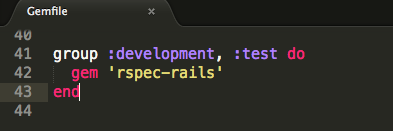 Gemfile ×
40
41 group :development, :test do
42   gem 'rspec-rails'
43 end
44